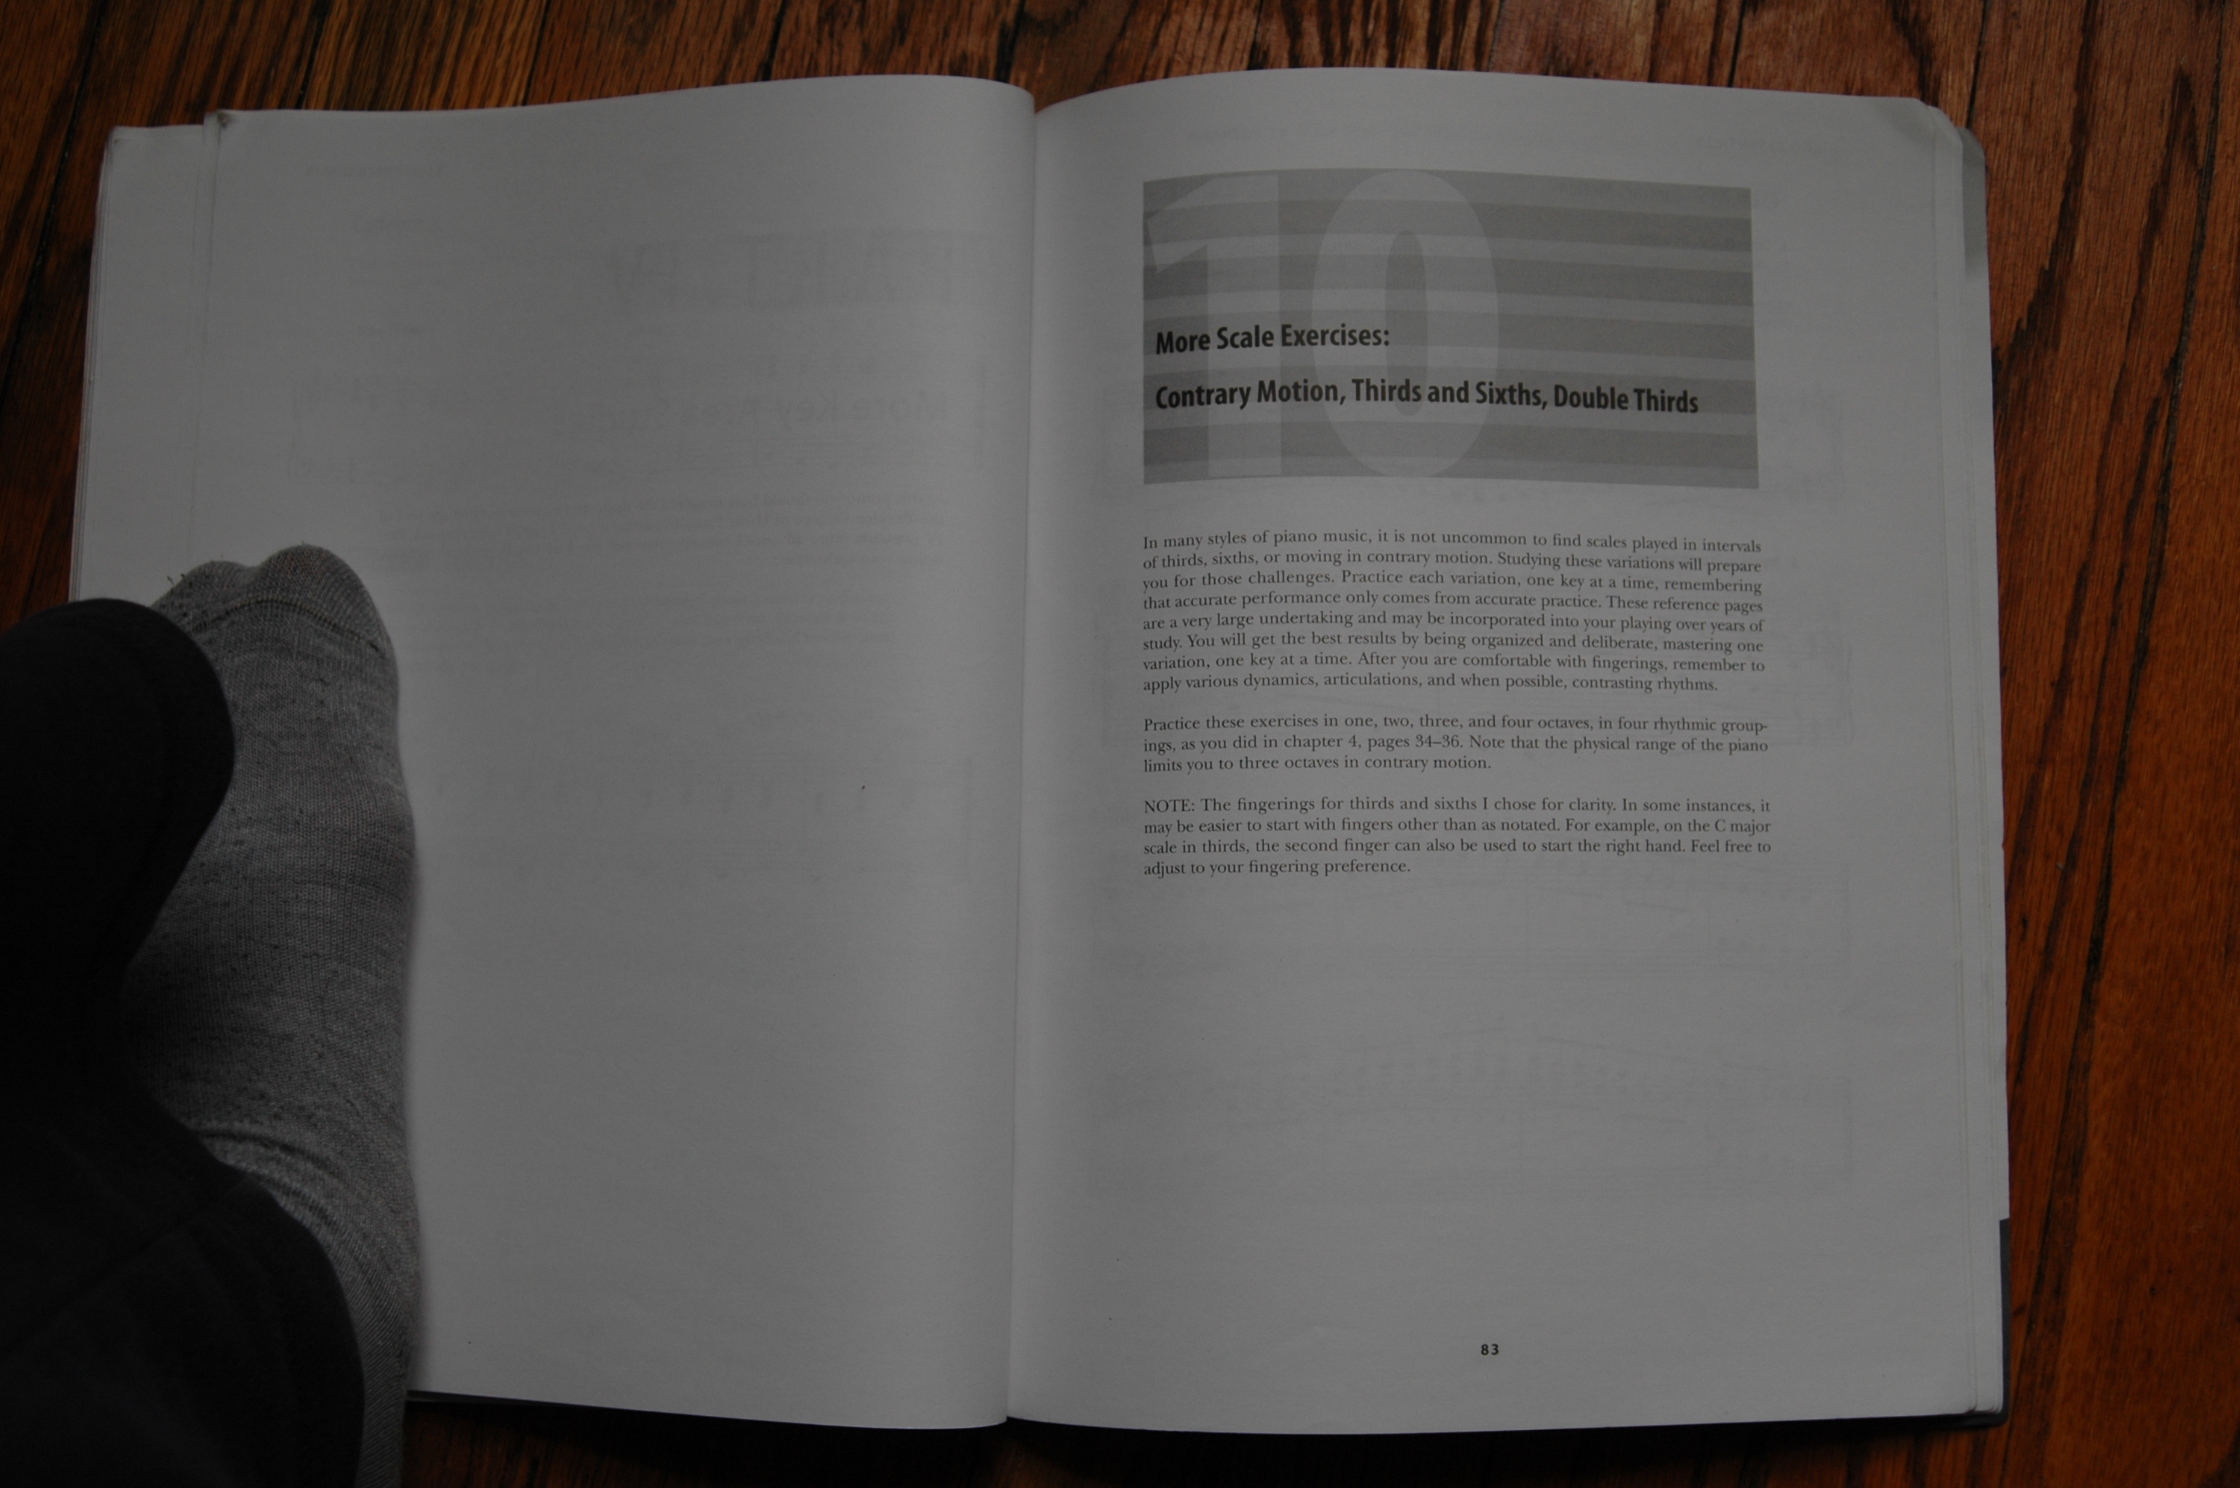 10
More Scale Exercises:
Contrary Motion, Thirds and Sixths, Double Thirds
In many styles of piano music, it is not uncommon to find scales played in intervals
of thirds, sixths, or moving in contrary motion. Studying these variations will prepare
you for those challenges. Practice each variation, one key at a time, remembering
that accurate performance only comes from accurate practice. These reference pages
are a very large undertaking and may be incorporated into your playing over years of
study. You will get the best results by being organized and deliberate, mastering one
variation, one key at a time. After you are comfortable with fingerings, remember to
apply various dynamics, articulations, and when possible, contrasting rhythms.
Practice these exercises in one, two, three, and four octaves, in four rhythmic group-
ings, as you did in chapter 4, pages 34–36. Note that the physical range of the piano
limits you to three octaves in contrary motion.
NOTE: The fingerings for thirds and sixths I chose for clarity. In some instances, it
may be easier to start with fingers other than as notated. For example, on the C major
scale in thirds, the second finger can also be used to start the right hand. Feel free to
adjust to your fingering preference.
83